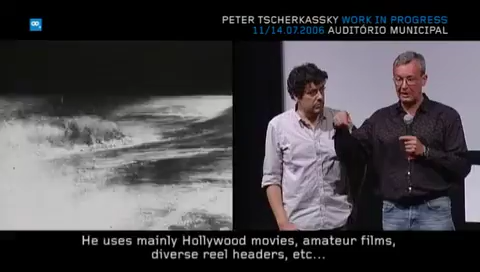 PETER TSCHERKASSKY WORK IN PROGRESS
11/14.07.2006 AUDITÓRIO MUNICIPAL
He uses mainly Hollywood movies, amateur films,
diverse reel headers, etc...